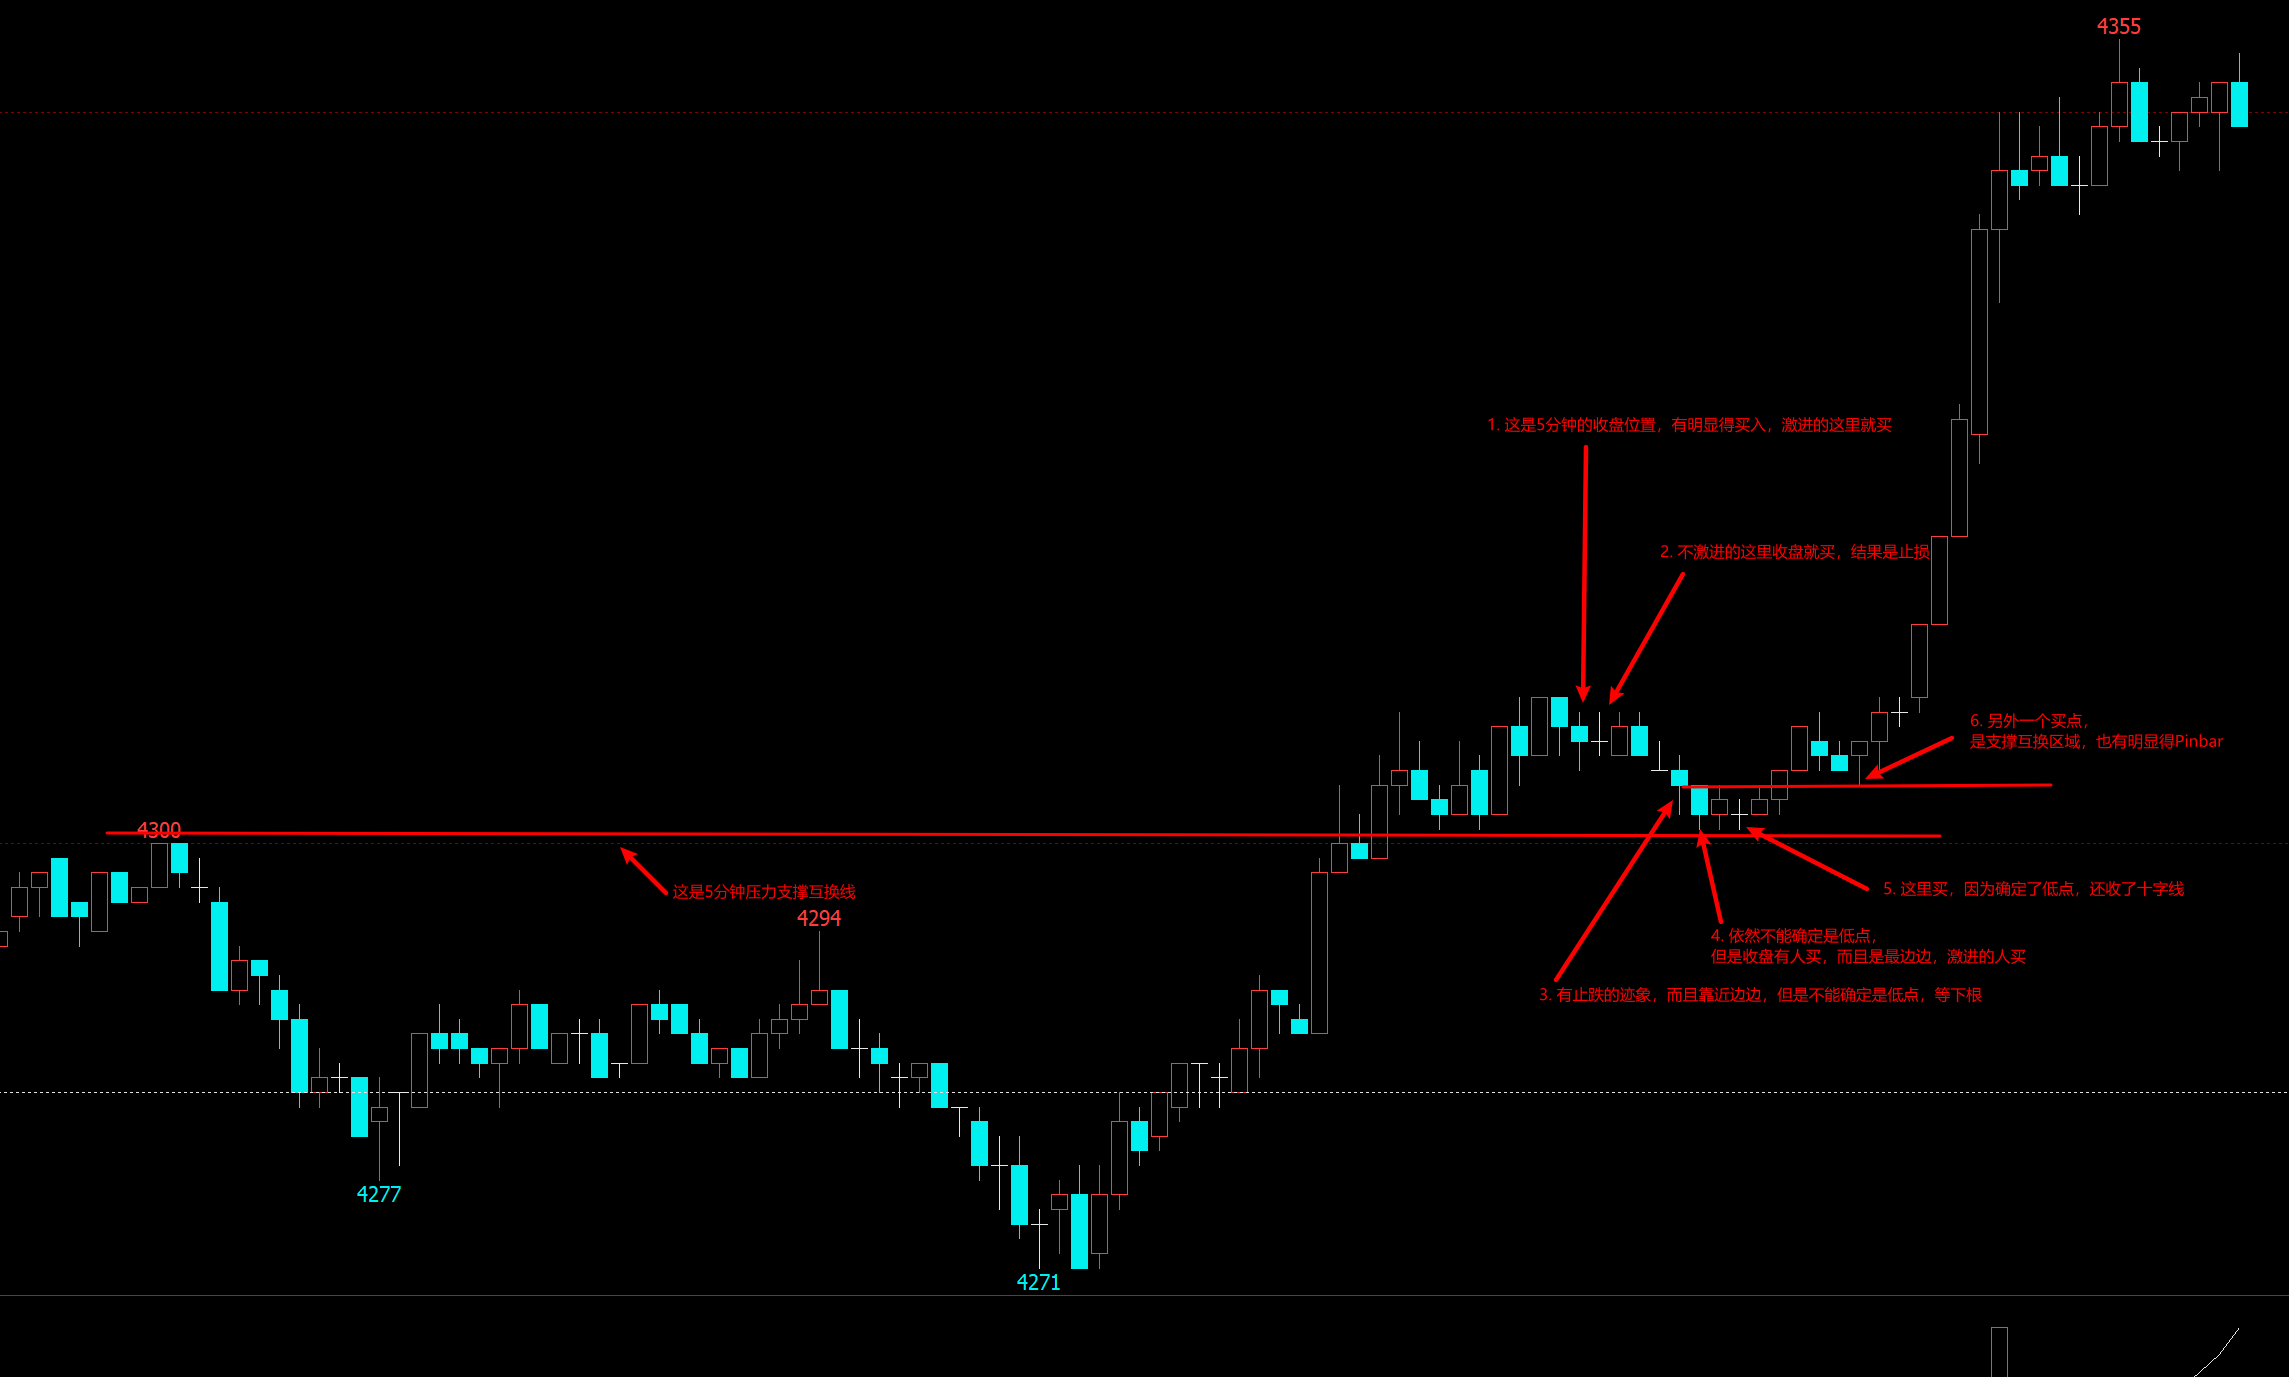 4355
1. 这是5分钟的收盘位置，有明显得买入，激进的这里就买
2. 不激进的这里收盘就买，结果是止损
6. 另外一个买点，
是支撑互换区域，也有明显得Pinbar
4300
这是5分钟压力支撑互换线
5. 这里买，因为确定了低点，还收了十字线
4294
4. 依然不能确定是低点，
但是收盘有人买，而且是最边边，激进的人买
3. 有止跌的迹象，而且靠近边边，但是不能确定是低点，等下根
4277
4271